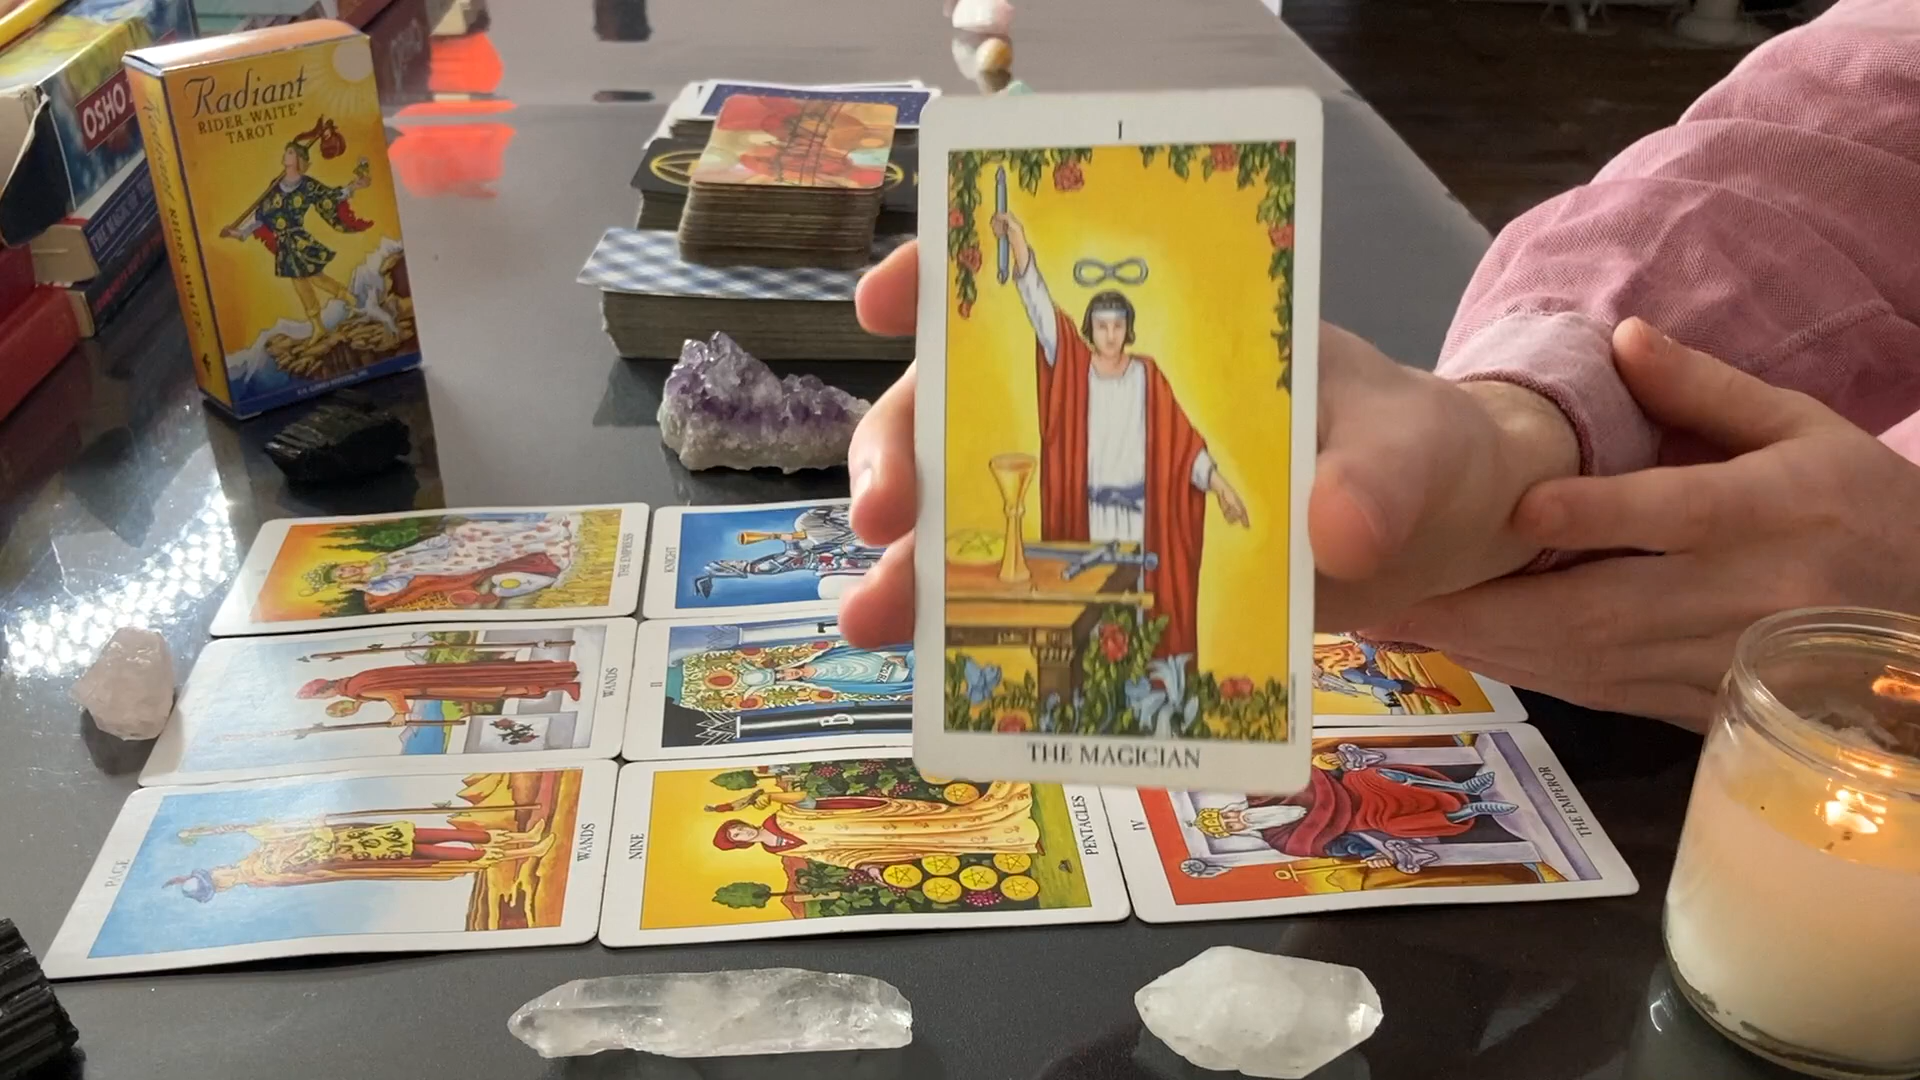 Radiant
RIDER-WAITE
TAROT
OSHO
I
THE MAGICIAN
THE EMPRESS
KNIGHT
WANDS
II
B
PAGE
WANDS
NINE
PENTACLES
IV
THE EMPEROR